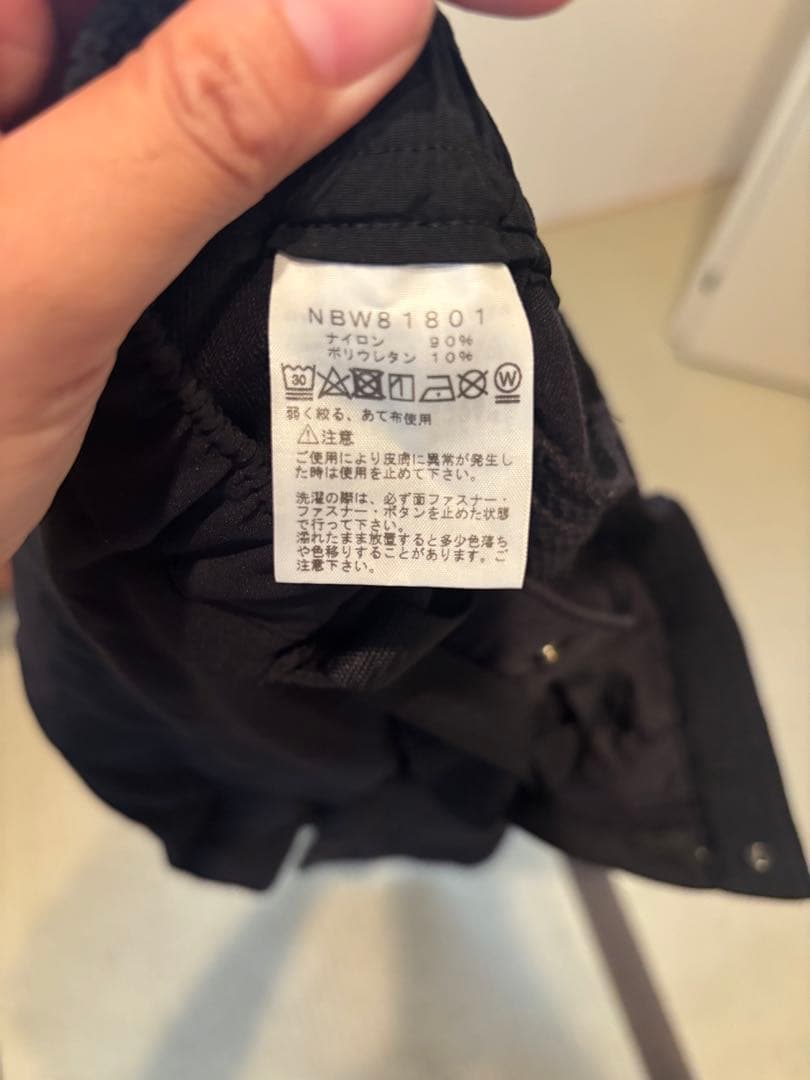 NBW81801
ナイロン 90%
ポリウレタン 10%
30 W
弱く絞る、あて布使用
⚠注意
ご使用により皮膚に異常が発生し
た時は使用を止めて下さい。
洗濯の際は、必ず面ファスナー・
ファスナー・ボタンを止めた状態
で行って下さい。
濡れたまま放置すると多少色落ち
や色移りすることがあります。ご
注意下さい。